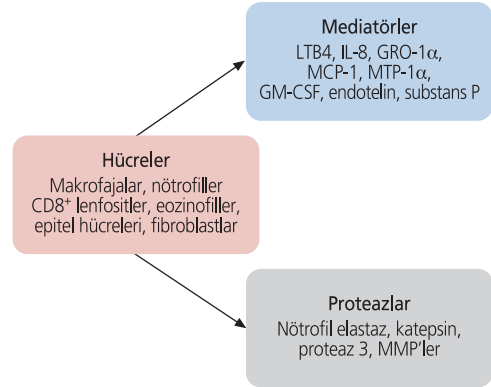 Mediatörler
LTB4, IL-8, GRO-1α,
MCP-1, MTP-1α,
GM-CSF, endotelin, substans P
Hücreler
Makrofajalar, nötrofiller
CD8⁺ lenfositler, eozinofiller,
epitel hücreleri, fibroblastlar
Proteazlar
Nötrofil elastaz, katepsin,
proteaz 3, MMP'ler